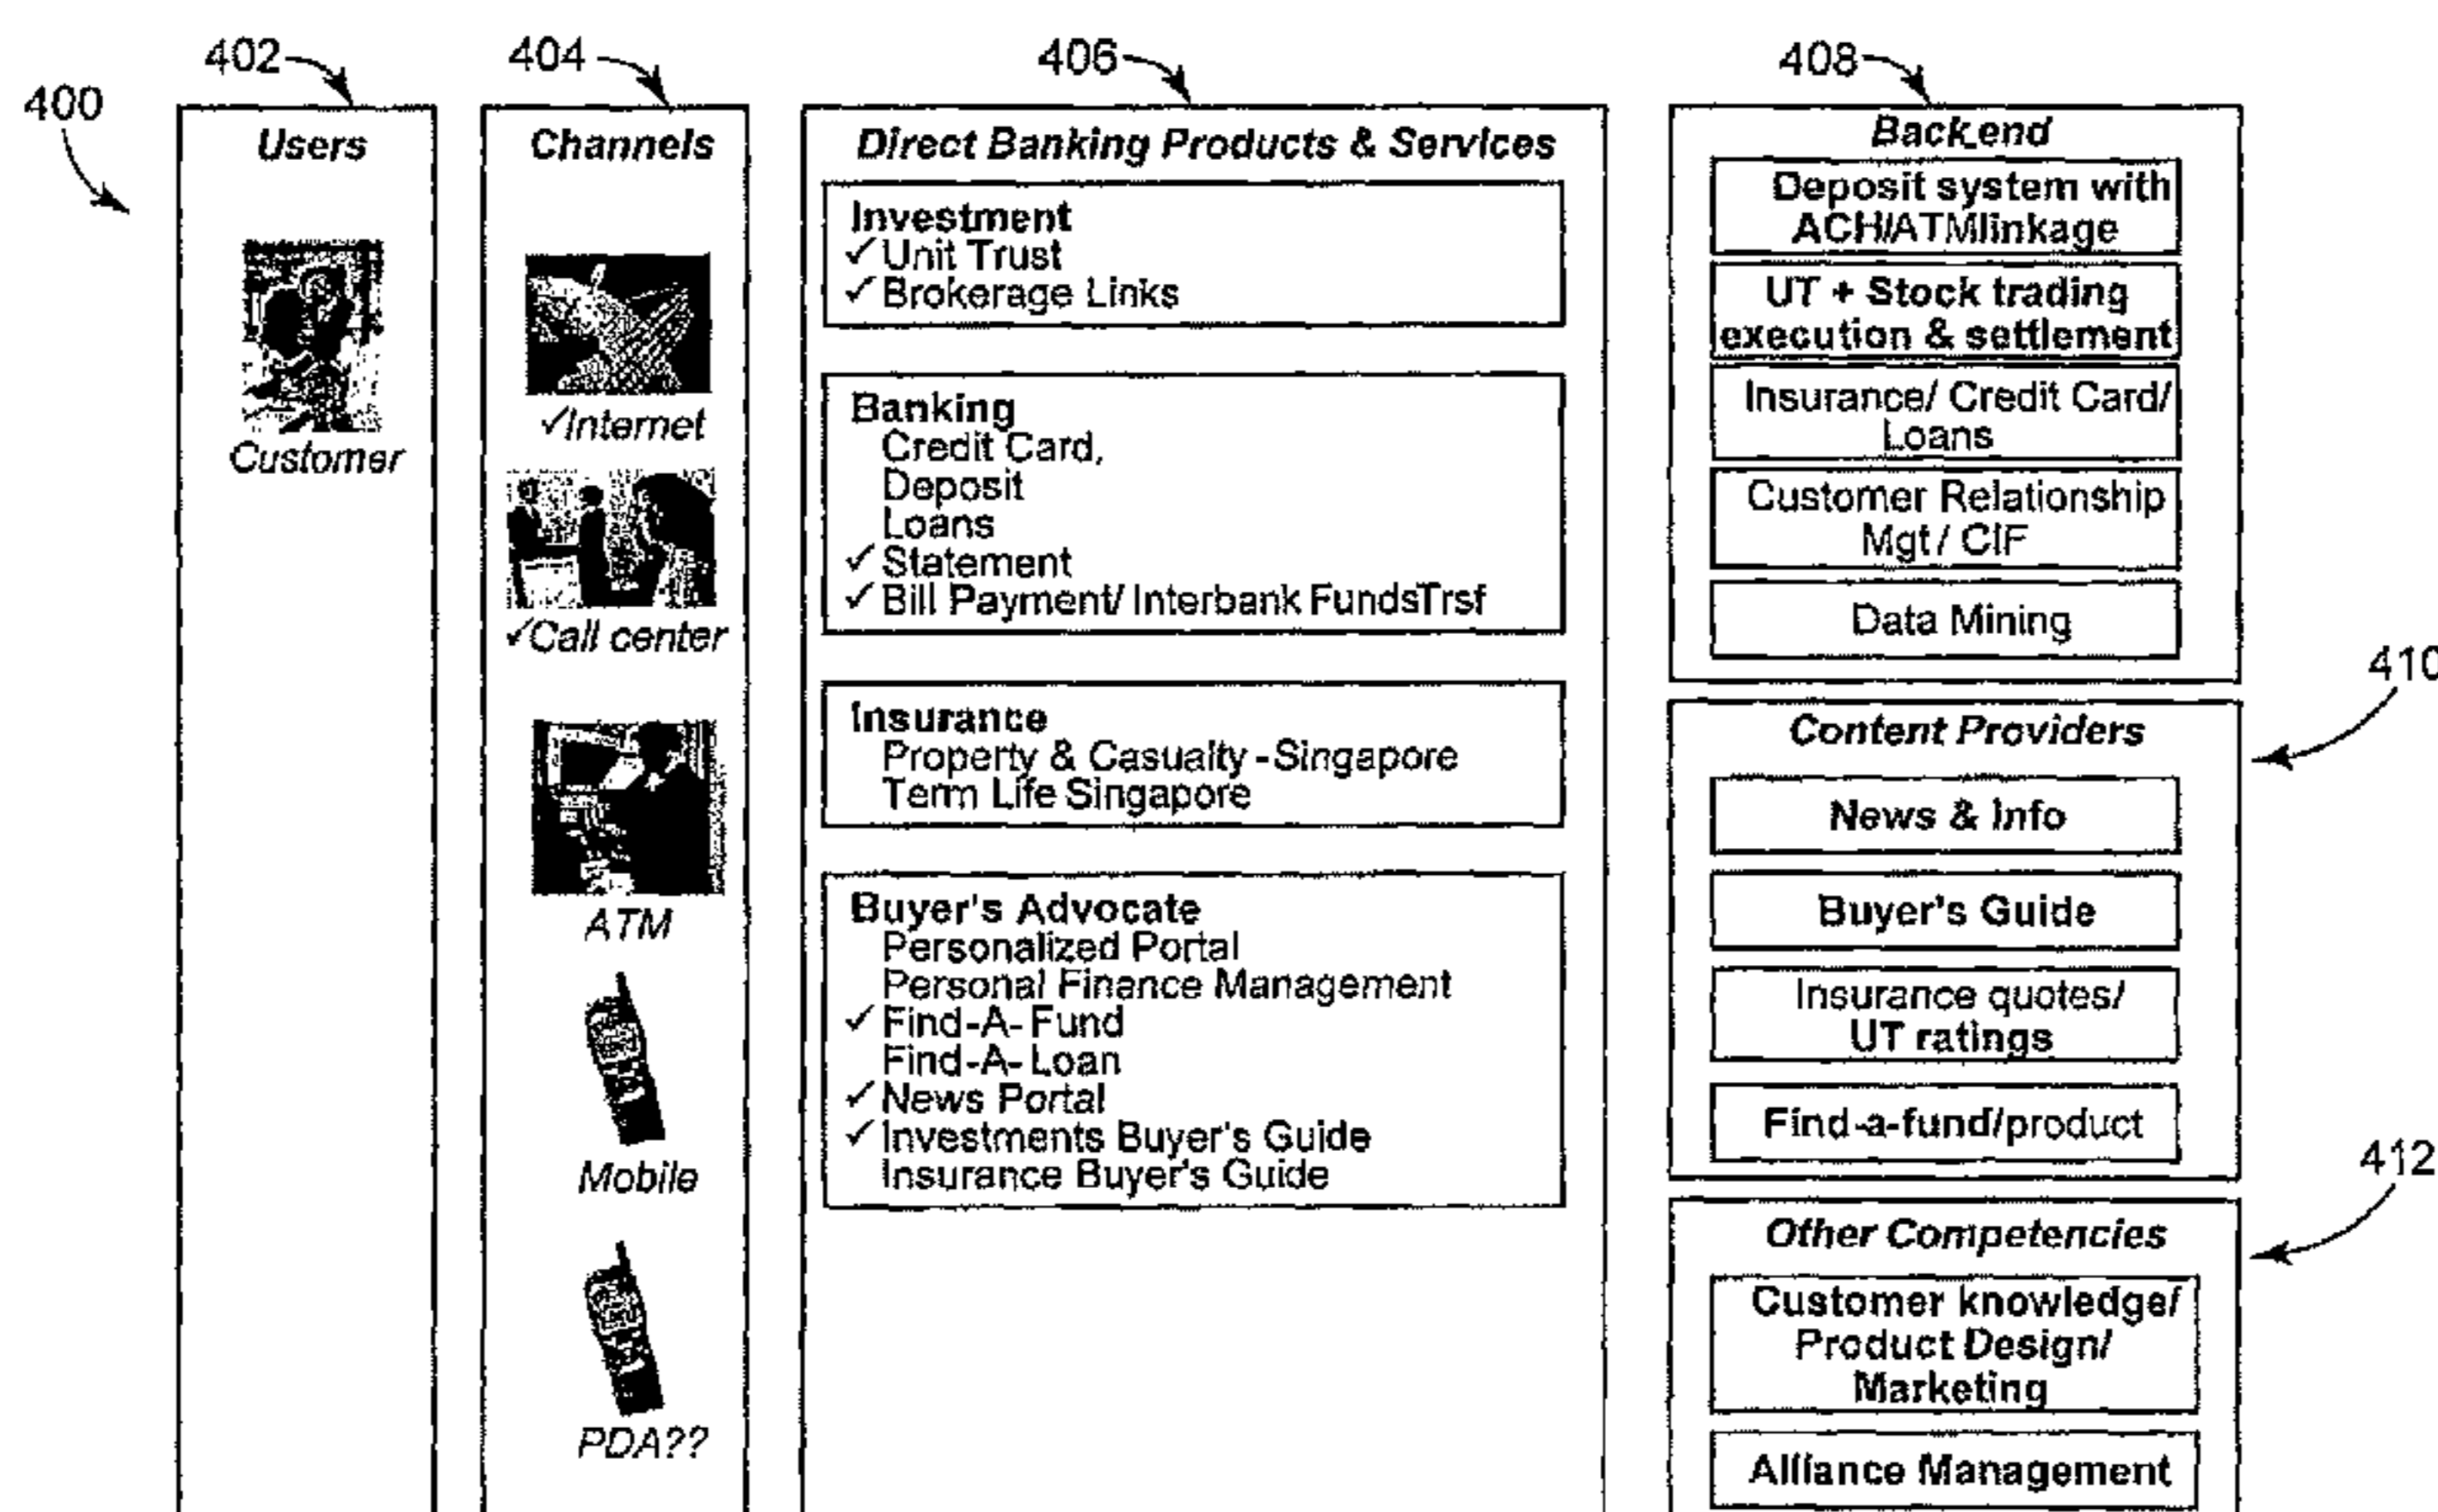 400
402
Users
Customer
404
Channels
✓Internet
✓Call center
ATM
Mobile
PDA??
406
Direct Banking Products & Services
Investment
✓Unit Trust
✓Brokerage Links
Banking
Credit Card,
Deposit
Loans
✓Statement
✓Bill Payment/ Interbank FundsTrsf
Insurance
Property & Casualty -Singapore
Term Life Singapore
Buyer's Advocate
Personalized Portal
Personal Finance Management
✓Find-A-Fund
Find-A-Loan
✓News Portal
✓Investments Buyer's Guide
Insurance Buyer's Guide
408
Backend
Deposit system with
ACH/ATMlinkage
UT + Stock trading
execution & settlement
Insurance/ Credit Card/
Loans
Customer Relationship
Mgt/ CIF
Data Mining
410
Content Providers
News & Info
Buyer's Guide
Insurance quotes/
UT ratings
Find-a-fund/product
412
Other Competencies
Customer knowledge/
Product Design/
Marketing
Alliance Management